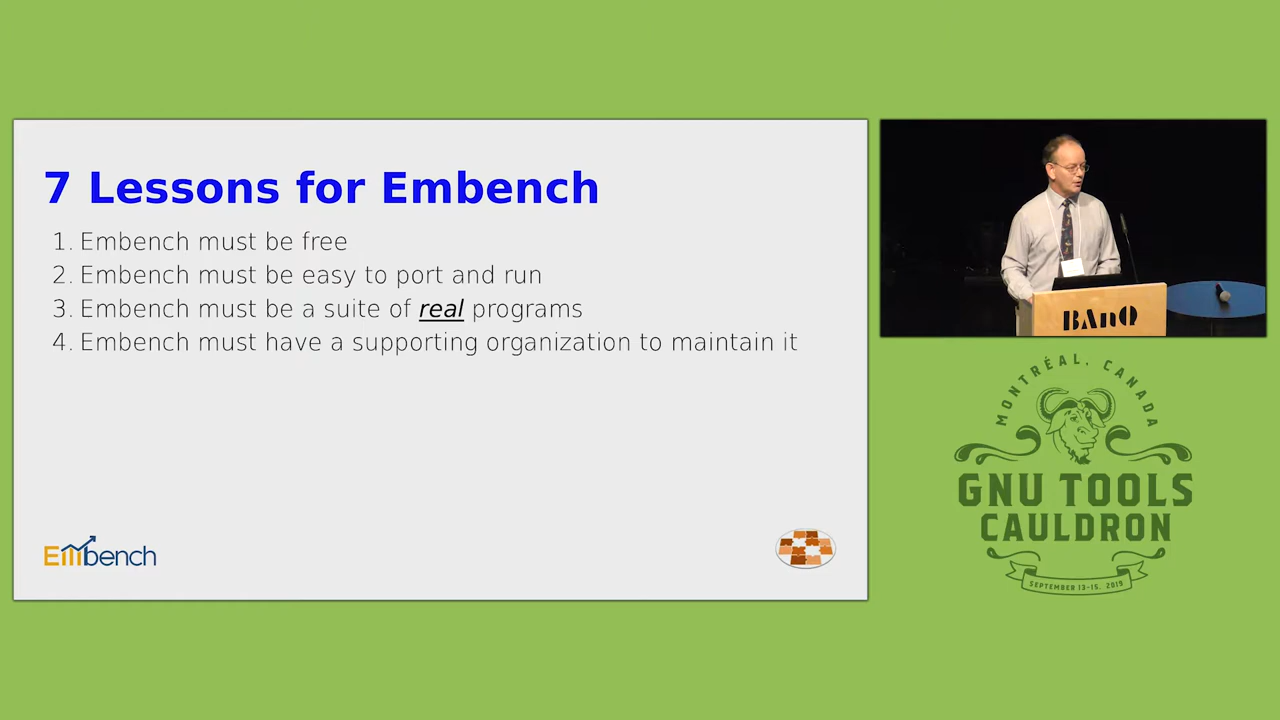 7 Lessons for Embench
1. Embench must be free
2. Embench must be easy to port and run
3. Embench must be a suite of real programs
4. Embench must have a supporting organization to maintain it
Embench
BAnQ
MONTRÉAL, CANADA
GNU TOOLS
CAULDRON
SEPTEMBER 13-15, 2019